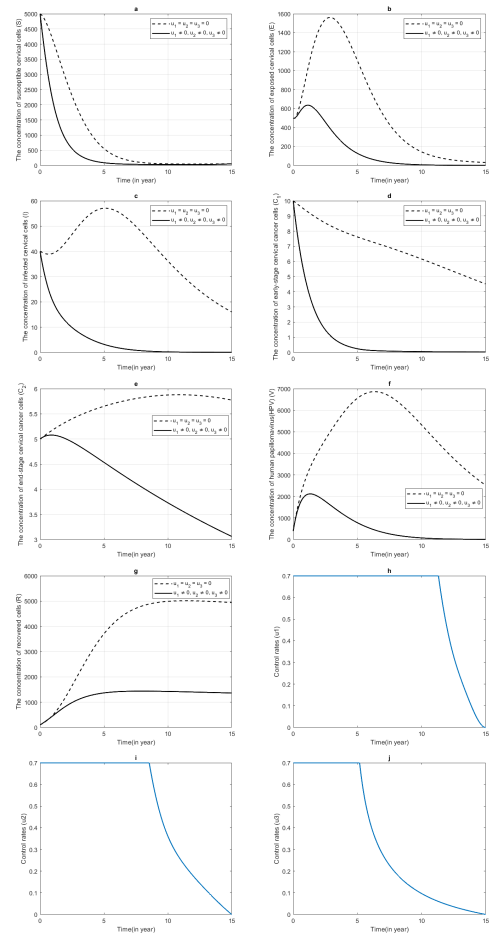 a
The concentration of susceptible cervical cells (S)
5000
4500
4000
3500
3000
2500
2000
1500
1000
500
0
0 5 10 15
Time(in year)
u1 = u2 = u3 = 0
u1 ≠ 0, u2 ≠ 0, u3 ≠ 0
b
The concentration of exposed cervical cells (E)
1600
1400
1200
1000
800
600
400
200
0
0 5 10 15
Time(in year)
u1 = u2 = u3 = 0
u1 ≠ 0, u2 ≠ 0, u3 ≠ 0
c
The concentration of infected cervical cells (I)
60
50
40
30
20
10
0
0 5 10 15
Time(in year)
u1 = u2 = u3 = 0
u1 ≠ 0, u2 ≠ 0, u3 ≠ 0
d
The concentration of early-stage cervical cancer cells (C1)
10
9
8
7
6
5
4
3
2
1
0
0 5 10 15
Time(in year)
u1 = u2 = u3 = 0
u1 ≠ 0, u2 ≠ 0, u3 ≠ 0
e
The concentration of end stage cervical cancer cells (C2)
6
5.5
5
4.5
4
3.5
3
0 5 10 15
Time(in year)
u1 = u2 = u3 = 0
u1 ≠ 0, u2 ≠ 0, u3 ≠ 0
f
The concentration of human papillomavirus(HPV) (V)
7000
6000
5000
4000
3000
2000
1000
0
0 5 10 15
Time(in year)
u1 = u2 = u3 = 0
u1 ≠ 0, u2 ≠ 0, u3 ≠ 0
g
The concentration of recovered cells (R)
6000
5000
4000
3000
2000
1000
0
0 5 10 15
Time(in year)
u1 = u2 = u3 = 0
u1 ≠ 0, u2 ≠ 0, u3 ≠ 0
h
Control rates (u1)
0.7
0.6
0.5
0.4
0.3
0.2
0.1
0
0 5 10 15
Time(in year)
i
Control rates (u2)
0.7
0.6
0.5
0.4
0.3
0.2
0.1
0
0 5 10 15
Time(in year)
j
Control rates (u3)
0.7
0.6
0.5
0.4
0.3
0.2
0.1
0
0 5 10 15
Time(in year)